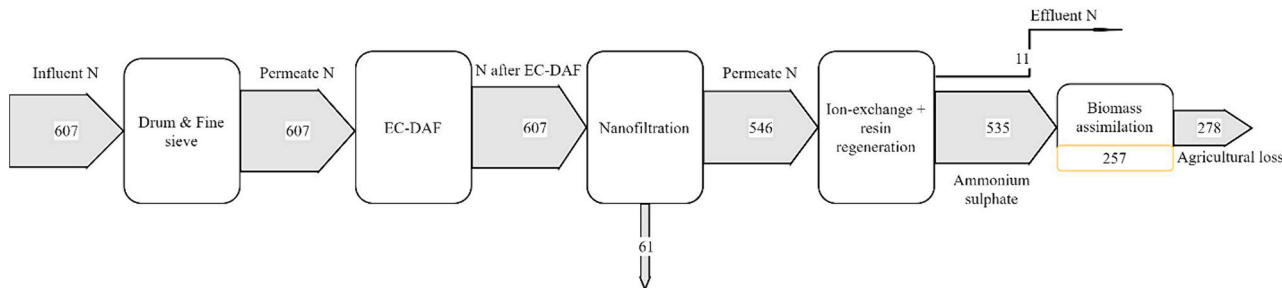 Effluent N
11
Influent N
Permeate N
N after EC-DAF
Permeate N
607
Drum & Fine
sieve
607
EC-DAF
607
Nanofiltration
546
Ion-exchange +
resin
regeneration
535
Biomass
assimilation
257
278
Agricultural loss
Ammonium
sulphate
61